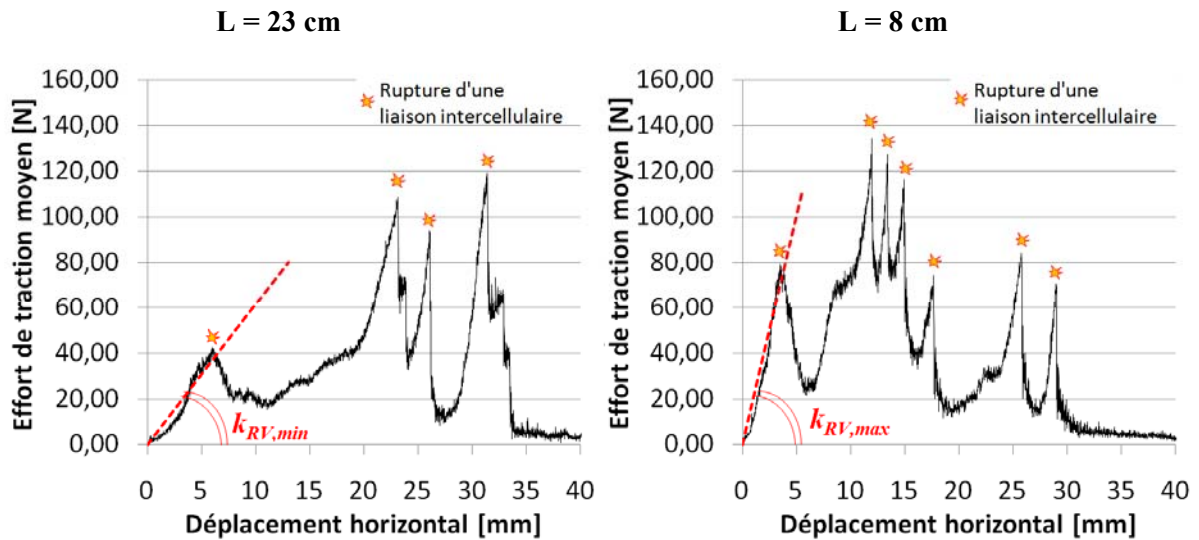 L = 23 cm
Effort de traction moyen [N]
160,00
140,00
120,00
100,00
80,00
60,00
40,00
20,00
0,00
Rupture d'une
liaison intercellulaire
kRV,min
0 5 10 15 20 25 30 35 40
Déplacement horizontal [mm]
L = 8 cm
Effort de traction moyen [N]
160,00
140,00
120,00
100,00
80,00
60,00
40,00
20,00
0,00
Rupture d'une
liaison intercellulaire
kRV,max
0 5 10 15 20 25 30 35 40
Déplacement horizontal [mm]